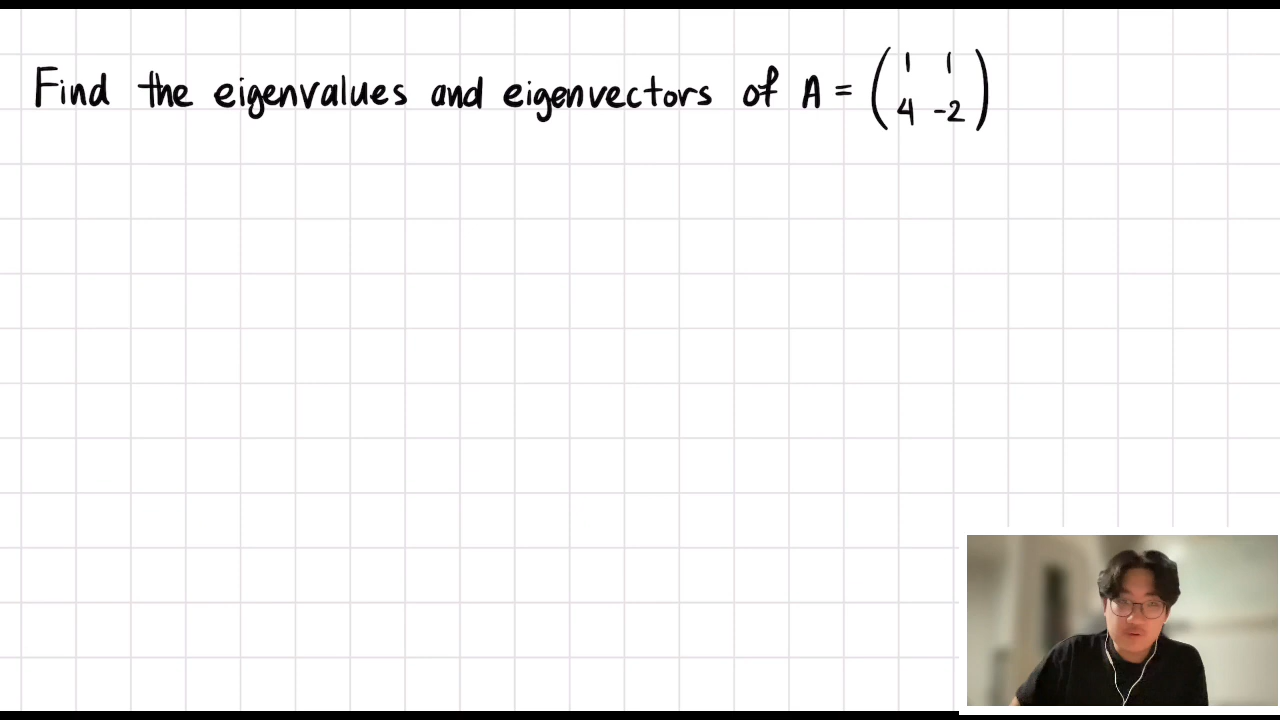 Find the eigenvalues and eigenvectors of A = (1 1
4 -2)